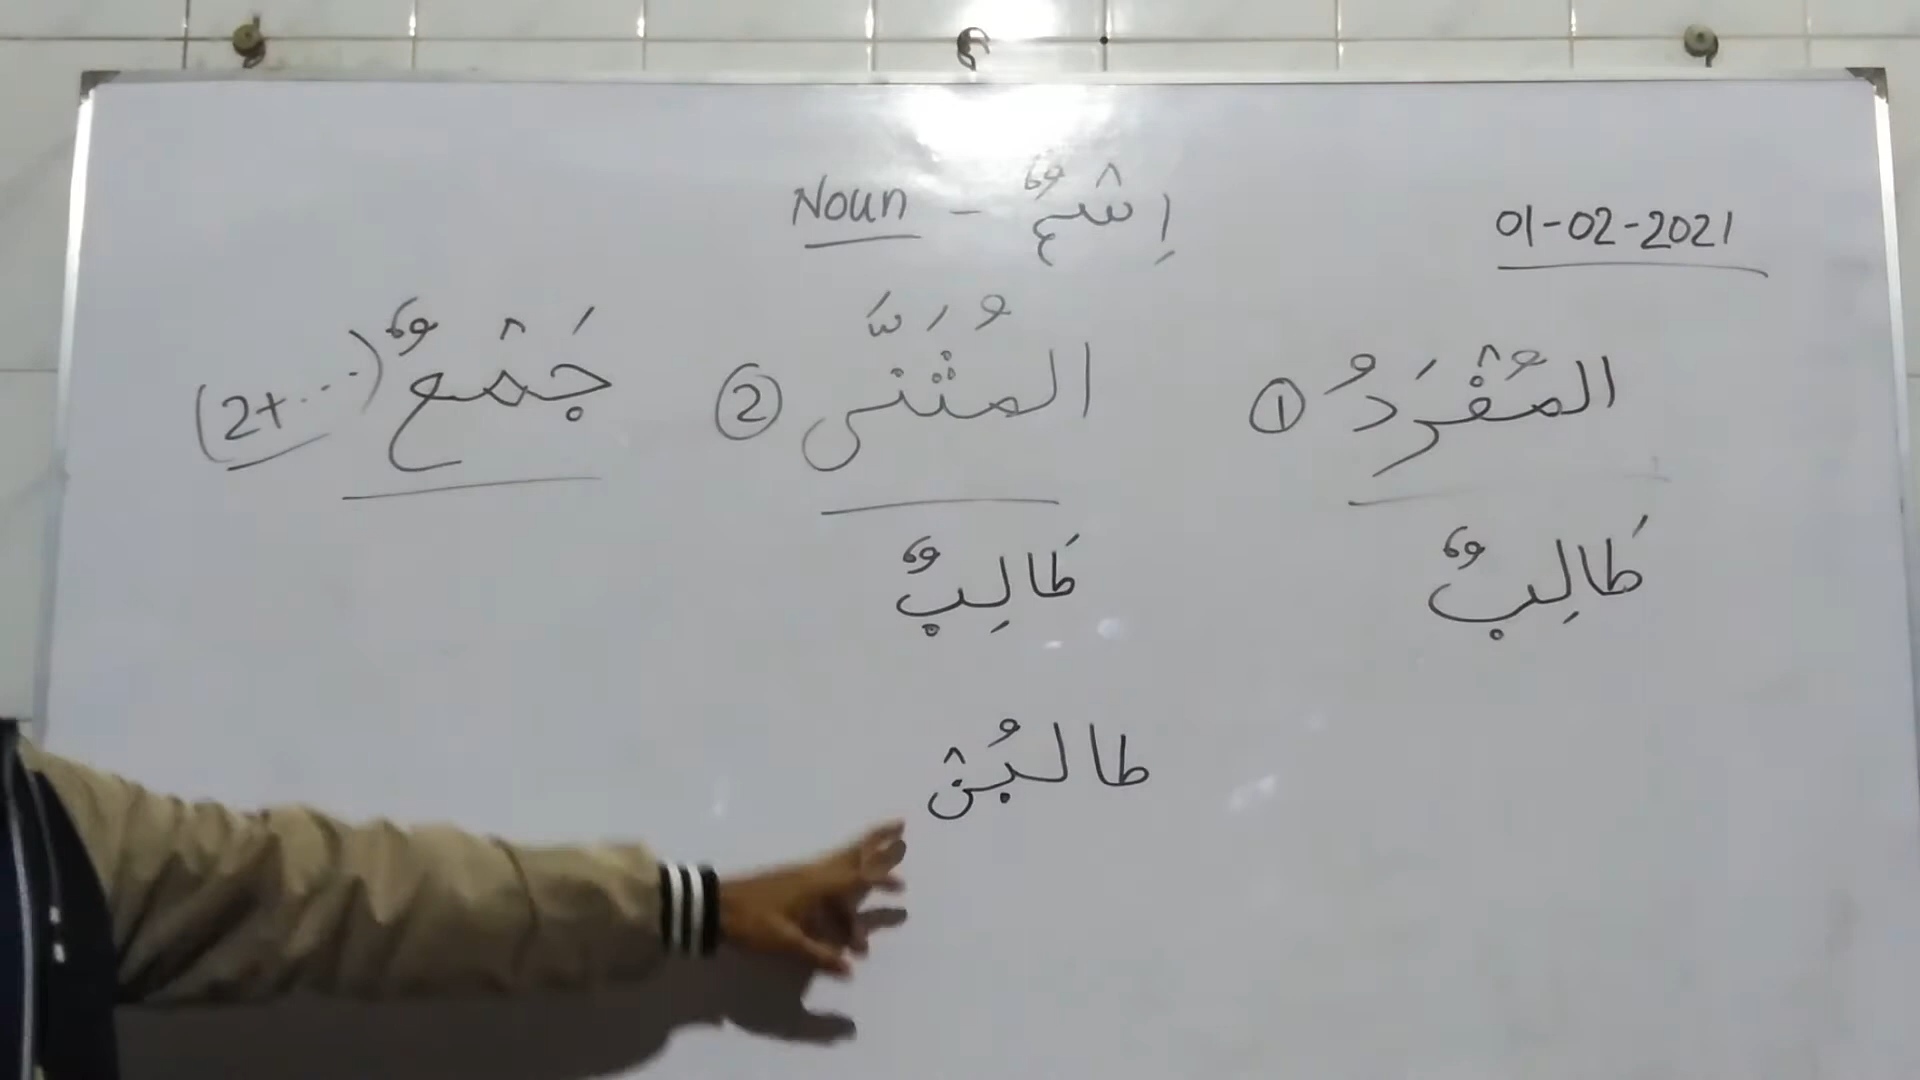 اِسْمٌ - Noun
01-02-2021
المُفْرَدُ ①
المُثَنَّى ②
جَمْعٌ (2+...)
طَالِبٌ
طَالِبٌ
طالبُنْ